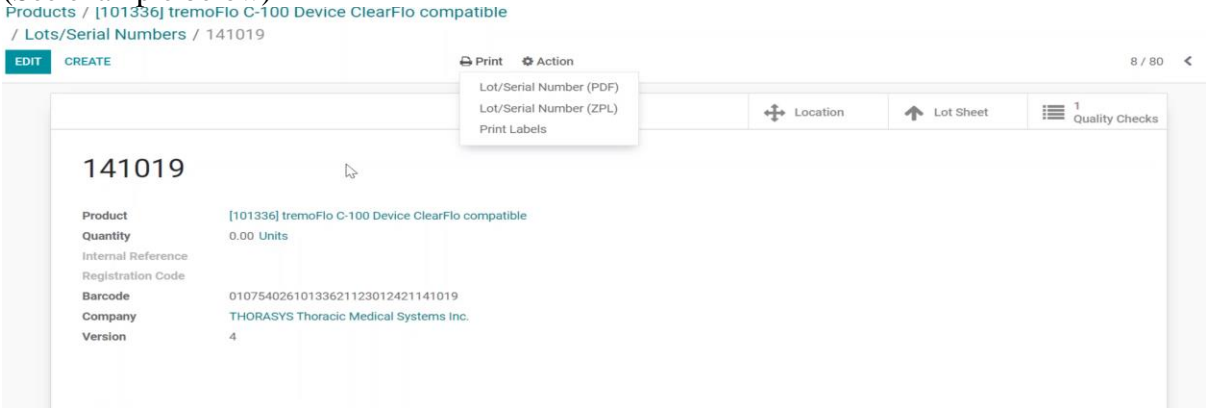 Products / [101336] tremoFlo C-100 Device ClearFlo compatible
/ Lots/Serial Numbers / 141019
EDIT CREATE Print Action 8 / 80
Lot/Serial Number (PDF)
Lot/Serial Number (ZPL)
Print Labels
Location Lot Sheet 1 Quality Checks
141019
Product [101336] tremoFlo C-100 Device ClearFlo compatible
Quantity 0.00 Units
Internal Reference
Registration Code
Barcode 01075402610133621123012421141019
Company THORASYS Thoracic Medical Systems Inc.
Version 4